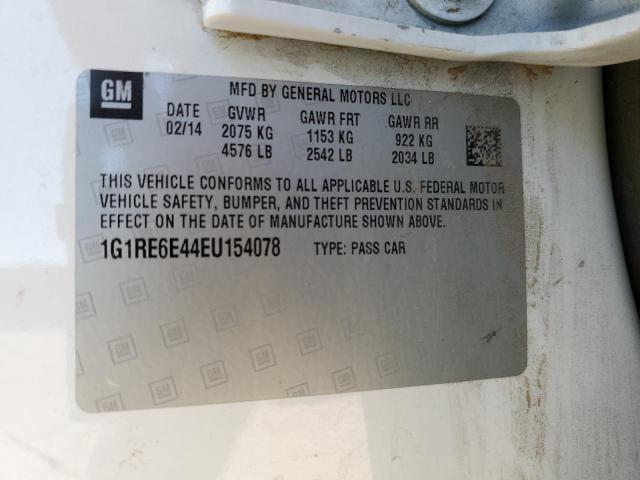 GM
MFD BY GENERAL MOTORS LLC
DATE GVWR GAWR FRT GAWR RR
02/14 2075 KG 1153 KG 922 KG
4576 LB 2542 LB 2034 LB
THIS VEHICLE CONFORMS TO ALL APPLICABLE U.S. FEDERAL MOTOR
VEHICLE SAFETY, BUMPER, AND THEFT PREVENTION STANDARDS IN
EFFECT ON THE DATE OF MANUFACTURE SHOWN ABOVE.
1G1RE6E44EU154078 TYPE: PASS CAR